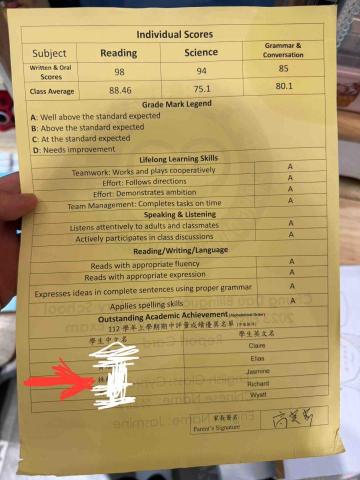 Individual Scores
Subject Reading Science Grammar & Conversation
Written & Oral Scores 98 94 85
Class Average 88.46 75.1 80.1
Grade Mark Legend
A: Well above the standard expected
B: Above the standard expected
C: At the standard expected
D: Needs improvement
Lifelong Learning Skills
Teamwork: Works and plays cooperatively A
Effort: Follows directions A
Effort: Demonstrates ambition A
Team Management: Completes tasks on time A
Speaking & Listening
Listens attentively to adults and classmates A
Actively participates in class discussions A
Reading/Writing/Language
Reads with appropriate fluency A
Reads with appropriate expression A
Expresses ideas in complete sentences using proper grammar A
Applies spelling skills
Outstanding Academic Achievement (Alphabetical Order)
112 學年上學期期中評量成績優異名單
學生中文名 學生英文名
Claire
Elias
林 Jasmine
Richard
Wyatt
家長簽名
Parent's Signature